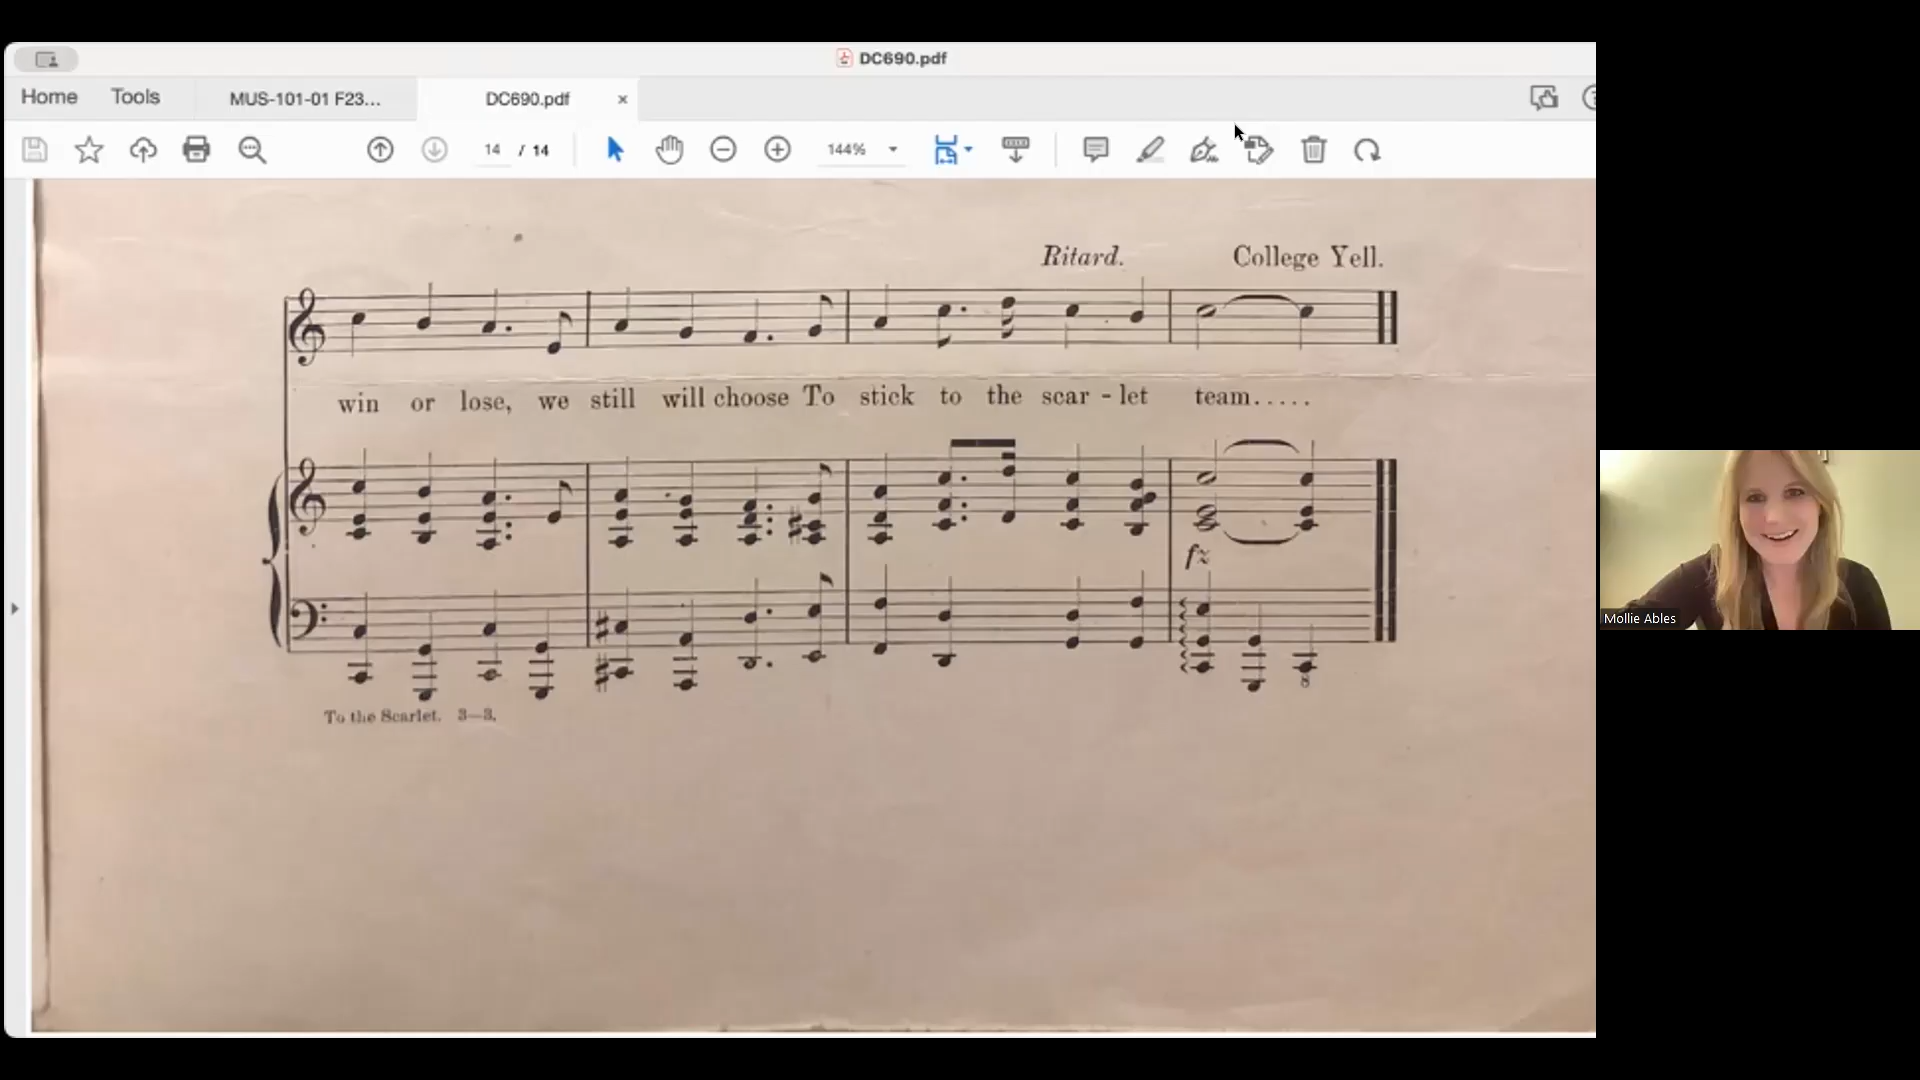 DC690.pdf
Home Tools MUS-101-01 F23... DC690.pdf ×
14 / 14 144%
Ritard. College Yell.
win or lose, we still will choose To stick to the scar - let team.....
fz
8
To the Scarlet. 3—3.
Mollie Ables